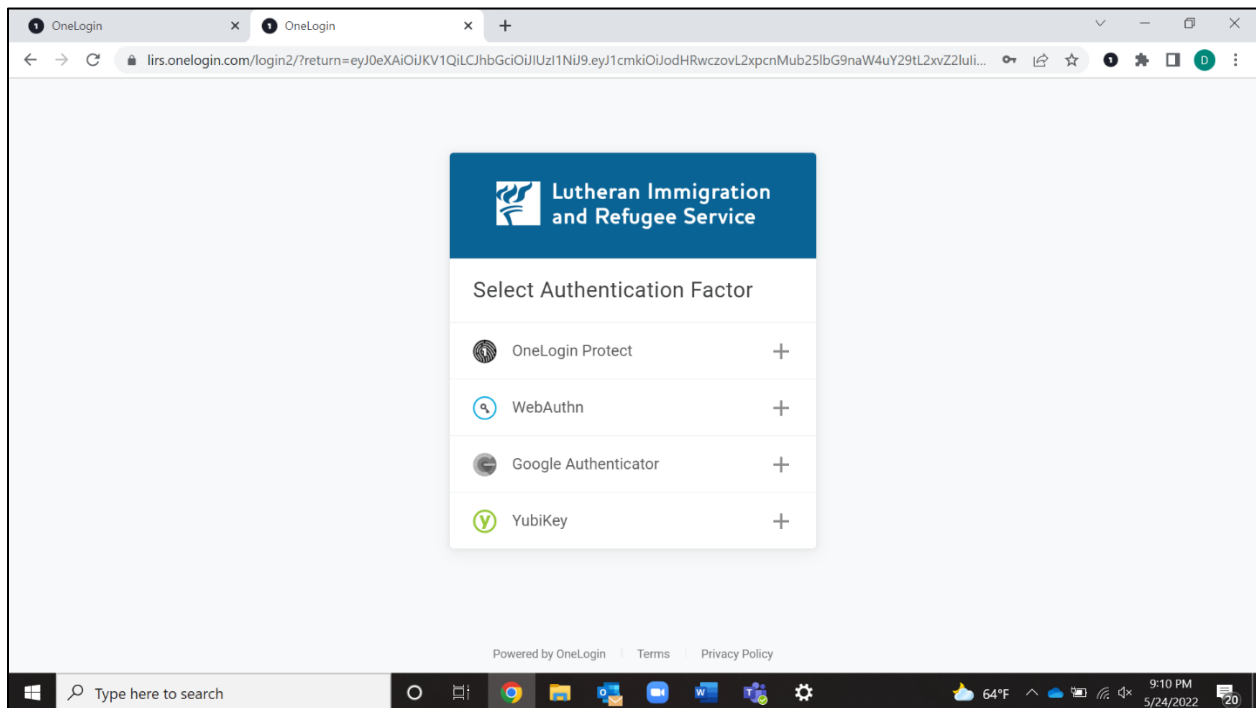 OneLogin
OneLogin
lirs.onelogin.com/login2/?return=eyJ0eXAiOiJKV1QiLCJhbGciOiJIUzI1NiJ9.eyJ1cmkiOiJodHRwczovL2xpcnMub25lbG9naW4uY29tL2xvZ2luIi...
D
Lutheran Immigration
and Refugee Service
Select Authentication Factor
OneLogin Protect
WebAuthn
Google Authenticator
YubiKey
Powered by OneLogin
Terms
Privacy Policy
Type here to search
64°F
9:10 PM
5/24/2022
20